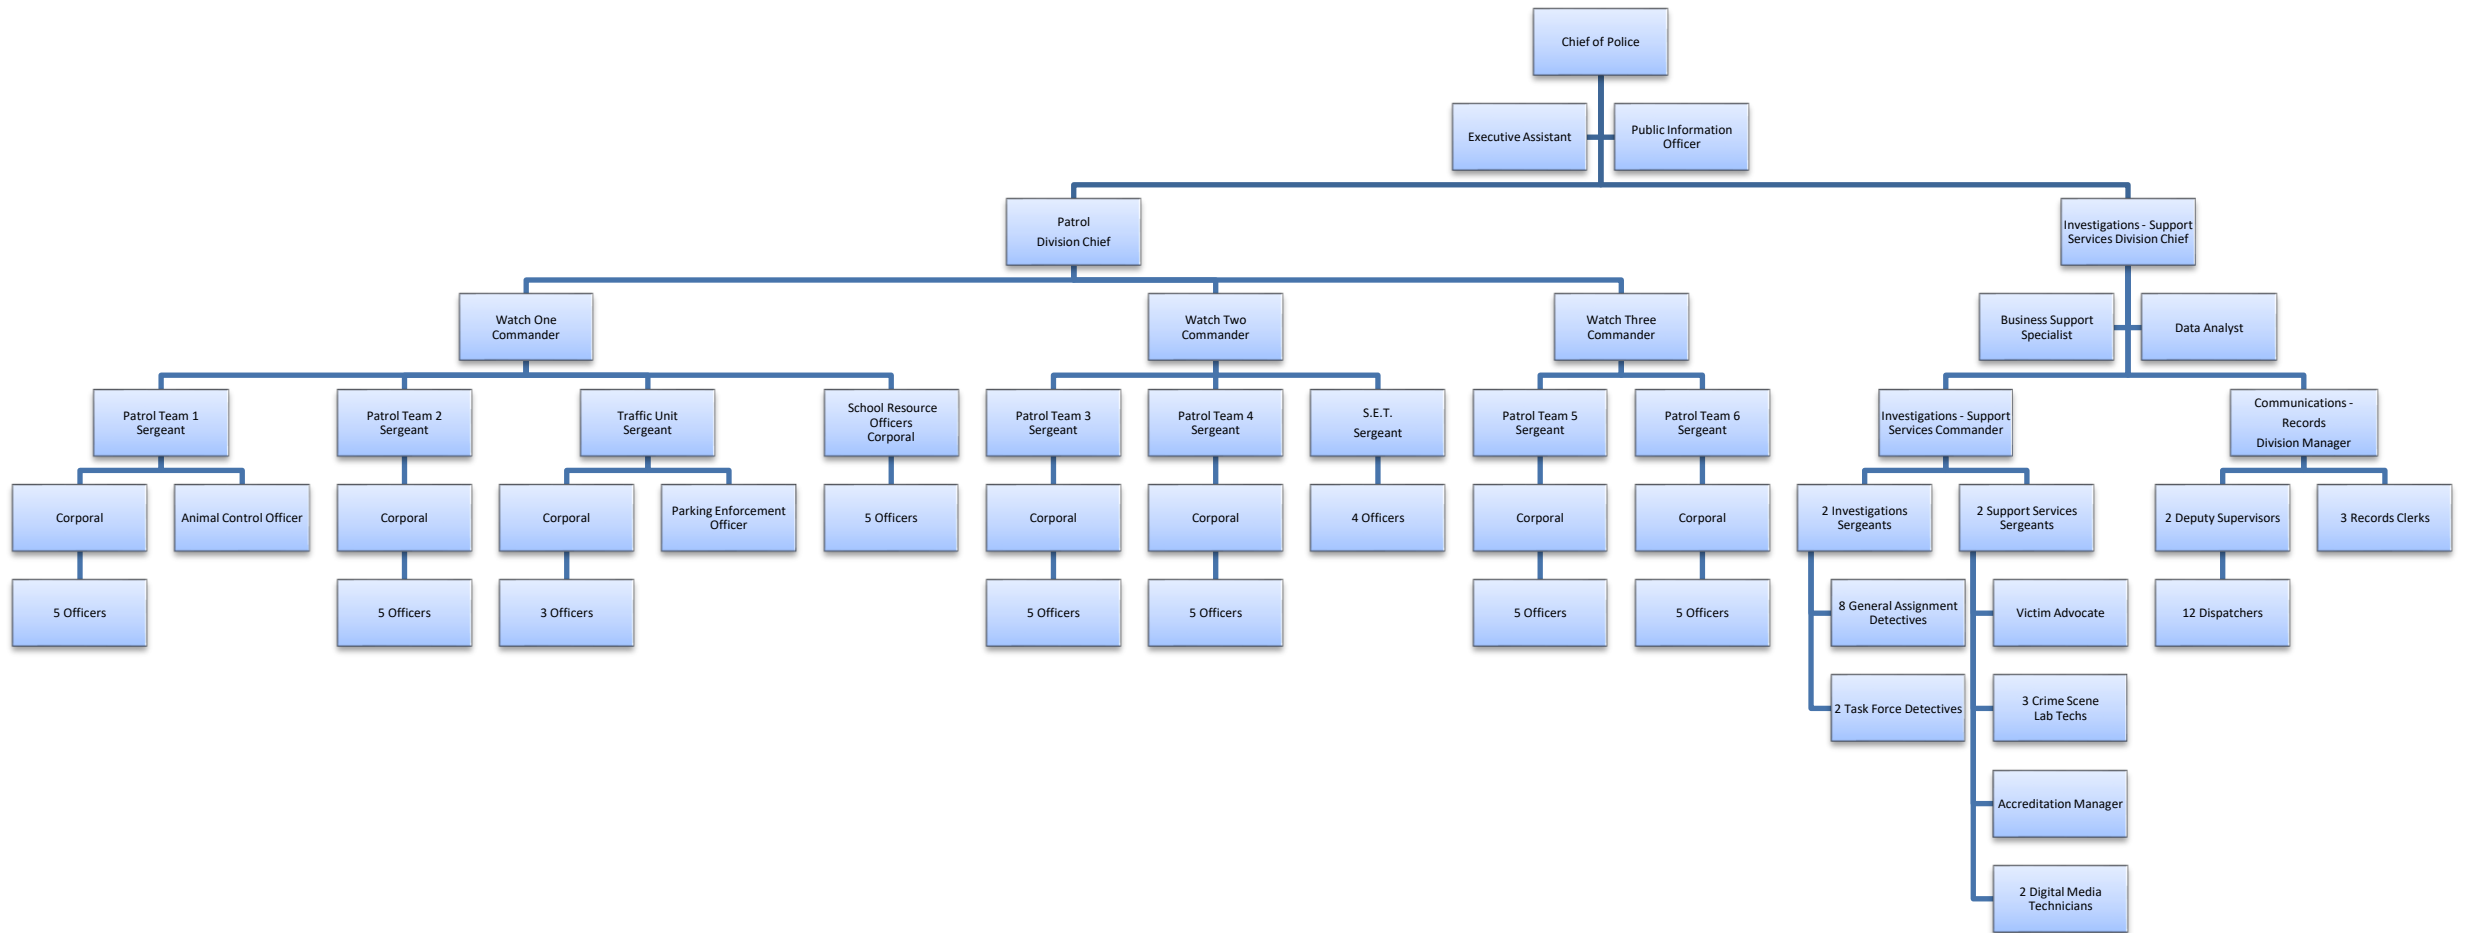 Chief of Police
Executive Assistant
Public Information
Officer
Patrol
Division Chief
Investigations - Support
Services Division Chief
Watch One
Commander
Watch Two
Commander
Watch Three
Commander
Business Support
Specialist
Data Analyst
Patrol Team 1
Sergeant
Patrol Team 2
Sergeant
Traffic Unit
Sergeant
School Resource
Officers
Corporal
Patrol Team 3
Sergeant
Patrol Team 4
Sergeant
S.E.T.
Sergeant
Patrol Team 5
Sergeant
Patrol Team 6
Sergeant
Investigations - Support
Services Commander
Communications -
Records
Division Manager
Corporal
Animal Control Officer
Corporal
Corporal
Parking Enforcement
Officer
5 Officers
Corporal
Corporal
4 Officers
Corporal
Corporal
2 Investigations
Sergeants
2 Support Services
Sergeants
2 Deputy Supervisors
3 Records Clerks
5 Officers
5 Officers
3 Officers
5 Officers
5 Officers
5 Officers
5 Officers
8 General Assignment
Detectives
Victim Advocate
12 Dispatchers
2 Task Force Detectives
3 Crime Scene
Lab Techs
Accreditation Manager
2 Digital Media
Technicians